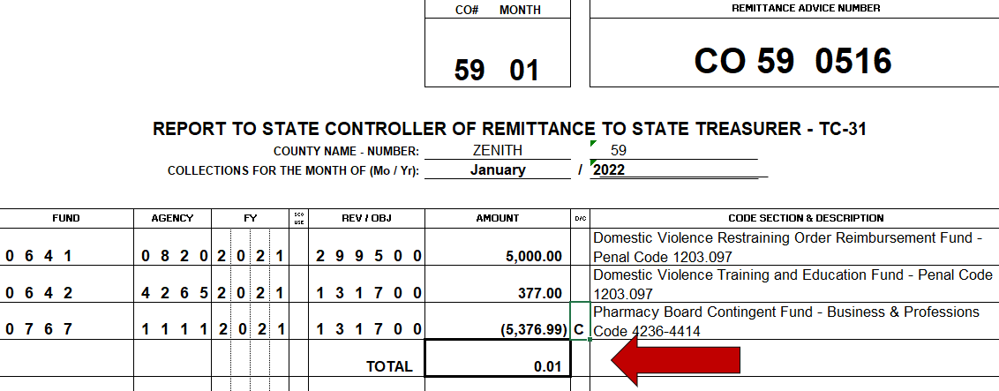 CO# MONTH
REMITTANCE ADVICE NUMBER
59 01
CO 59 0516
REPORT TO STATE CONTROLLER OF REMITTANCE TO STATE TREASURER - TC-31
COUNTY NAME - NUMBER: ZENITH 59
COLLECTIONS FOR THE MONTH OF (Mo / Yr): January / 2022
FUND AGENCY FY SCO USE REV / OBJ AMOUNT D/C CODE SECTION & DESCRIPTION
Domestic Violence Restraining Order Reimbursement Fund -
0 6 4 1 0 8 2 0 2 0 2 1 2 9 9 5 0 0 5,000.00 Penal Code 1203.097
Domestic Violence Training and Education Fund - Penal Code
0 6 4 2 4 2 6 5 2 0 2 1 1 3 1 7 0 0 377.00 1203.097
Pharmacy Board Contingent Fund - Business & Professions
0 7 6 7 1 1 1 1 2 0 2 1 1 3 1 7 0 0 (5,376.99) C Code 4236-4414
TOTAL 0.01